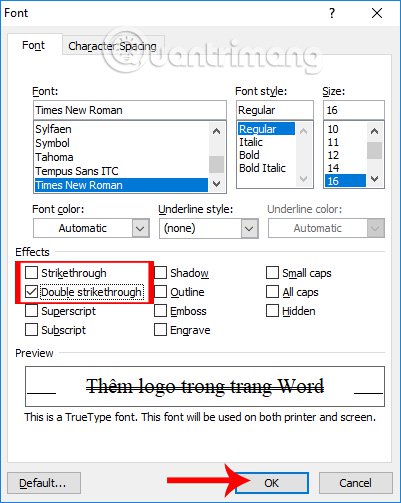 Font
Font Character Spacing
Quantrimang
Font: Font style: Size:
Times New Roman Regular 16
Sylfaen Regular 10
Symbol Italic 11
Tahoma Bold 12
Tempus Sans ITC Bold Italic 14
Times New Roman 16
Font color: Underline style: Underline color:
Automatic (none) Automatic
Effects
Strikethrough Shadow Small caps
Double strikethrough Outline All caps
Superscript Emboss Hidden
Subscript Engrave
Preview
Thêm logo trong trang Word
This is a TrueType font. This font will be used on both printer and screen.
Default... OK Cancel